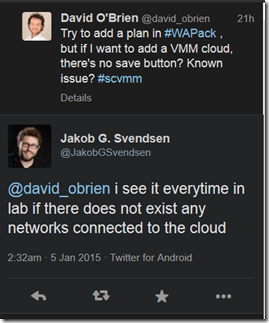 David O'Brien @david_obrien 21h
Try to add a plan in #WAPack ,
but if I want to add a VMM cloud,
there's no save button? Known
issue? #scvmm
Details
Jakob G. Svendsen
@JakobGSvendsen
@david_obrien i see it everytime in
lab if there does not exist any
networks connected to the cloud
2:32am · 5 Jan 2015 · Twitter for Android